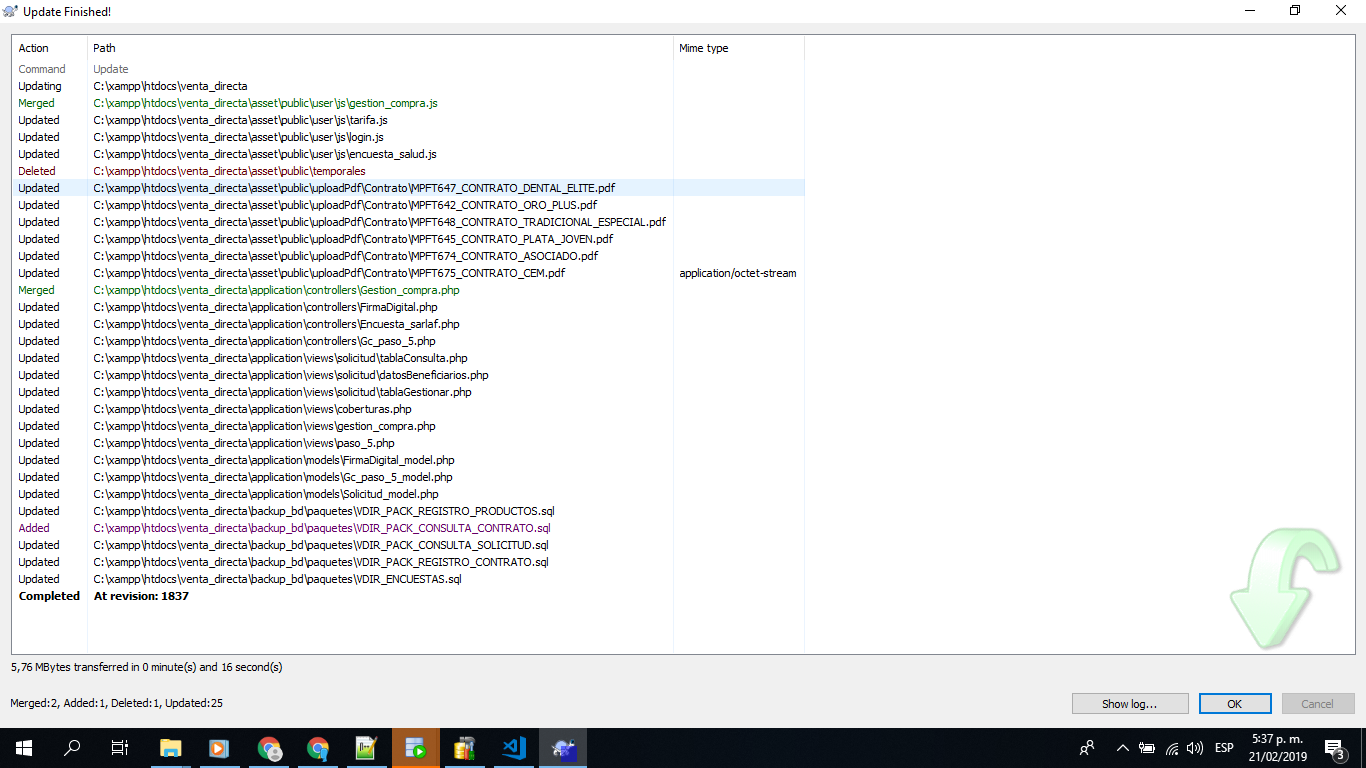 Update Finished!
Action Path Mime type
Command Update
Updating C:\xampp\htdocs\venta_directa
Merged C:\xampp\htdocs\venta_directa\asset\public\user\js\gestion_compra.js
Updated C:\xampp\htdocs\venta_directa\asset\public\user\js\tarifa.js
Updated C:\xampp\htdocs\venta_directa\asset\public\user\js\login.js
Updated C:\xampp\htdocs\venta_directa\asset\public\user\js\encuesta_salud.js
Deleted C:\xampp\htdocs\venta_directa\asset\public\temporales
Updated C:\xampp\htdocs\venta_directa\asset\public\uploadPdf\Contrato\MPFT647_CONTRATO_DENTAL_ELITE.pdf
Updated C:\xampp\htdocs\venta_directa\asset\public\uploadPdf\Contrato\MPFT642_CONTRATO_ORO_PLUS.pdf
Updated C:\xampp\htdocs\venta_directa\asset\public\uploadPdf\Contrato\MPFT648_CONTRATO_TRADICIONAL_ESPECIAL.pdf
Updated C:\xampp\htdocs\venta_directa\asset\public\uploadPdf\Contrato\MPFT645_CONTRATO_PLATA_JOVEN.pdf
Updated C:\xampp\htdocs\venta_directa\asset\public\uploadPdf\Contrato\MPFT674_CONTRATO_ASOCIADO.pdf
Updated C:\xampp\htdocs\venta_directa\asset\public\uploadPdf\Contrato\MPFT675_CONTRATO_CEM.pdf application/octet-stream
Merged C:\xampp\htdocs\venta_directa\application\controllers\Gestion_compra.php
Updated C:\xampp\htdocs\venta_directa\application\controllers\FirmaDigital.php
Updated C:\xampp\htdocs\venta_directa\application\controllers\Encuesta_sarlaf.php
Updated C:\xampp\htdocs\venta_directa\application\controllers\Gc_paso_5.php
Updated C:\xampp\htdocs\venta_directa\application\views\solicitud\tablaConsulta.php
Updated C:\xampp\htdocs\venta_directa\application\views\solicitud\datosBeneficiarios.php
Updated C:\xampp\htdocs\venta_directa\application\views\solicitud\tablaGestionar.php
Updated C:\xampp\htdocs\venta_directa\application\views\coberturas.php
Updated C:\xampp\htdocs\venta_directa\application\views\gestion_compra.php
Updated C:\xampp\htdocs\venta_directa\application\views\paso_5.php
Updated C:\xampp\htdocs\venta_directa\application\models\FirmaDigital_model.php
Updated C:\xampp\htdocs\venta_directa\application\models\Gc_paso_5_model.php
Updated C:\xampp\htdocs\venta_directa\application\models\Solicitud_model.php
Updated C:\xampp\htdocs\venta_directa\backup_bd\paquetes\VDIR_PACK_REGISTRO_PRODUCTOS.sql
Added C:\xampp\htdocs\venta_directa\backup_bd\paquetes\VDIR_PACK_CONSULTA_CONTRATO.sql
Updated C:\xampp\htdocs\venta_directa\backup_bd\paquetes\VDIR_PACK_CONSULTA_SOLICITUD.sql
Updated C:\xampp\htdocs\venta_directa\backup_bd\paquetes\VDIR_PACK_REGISTRO_CONTRATO.sql
Updated C:\xampp\htdocs\venta_directa\backup_bd\paquetes\VDIR_ENCUESTAS.sql
Completed At revision: 1837
5,76 MBytes transferred in 0 minute(s) and 16 second(s)
Merged:2, Added:1, Deleted:1, Updated:25
Show log... OK Cancel
ESP
5:37 p. m.
21/02/2019
3